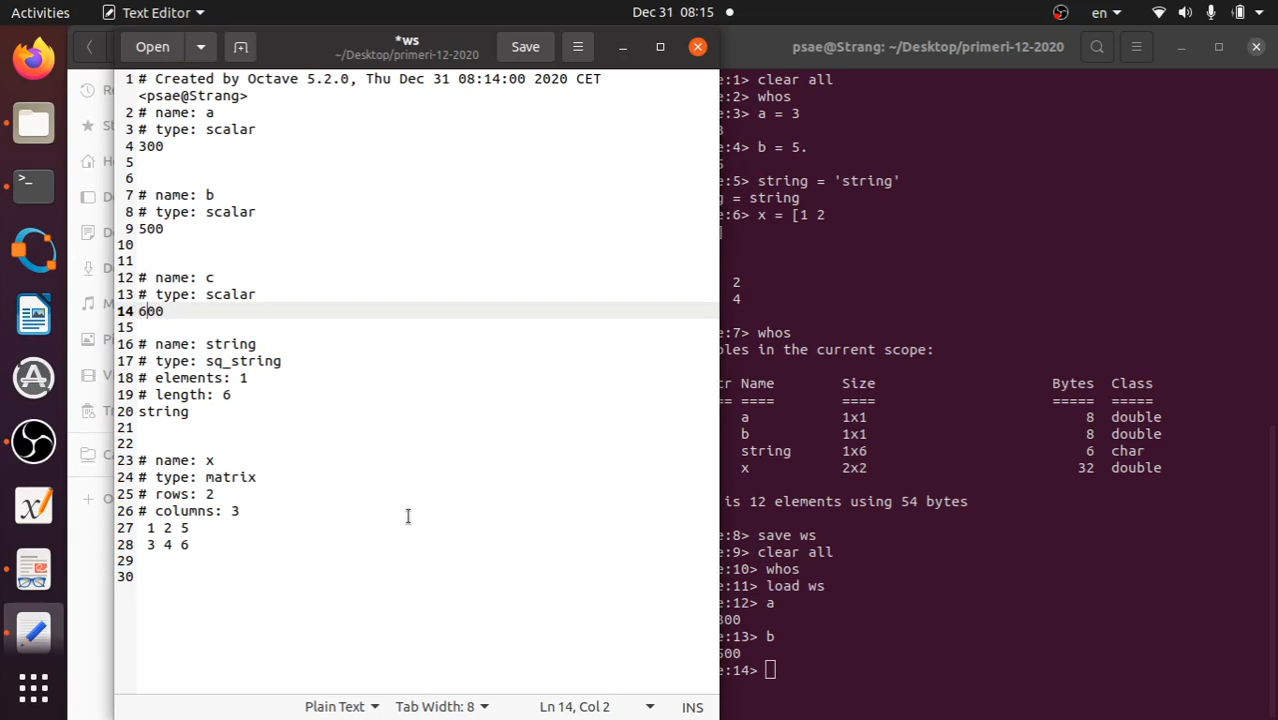 Activities
Text Editor
Dec 31 08:15
en
Open
*ws
~/Desktop/primeri-12-2020
Save
psae@Strang: ~/Desktop/primeri-12-2020
1 # Created by Octave 5.2.0, Thu Dec 31 08:14:00 2020 CET
<psae@Strang>
2 # name: a
3 # type: scalar
4 300
5
6
7 # name: b
8 # type: scalar
9 500
10
11
12 # name: c
13 # type: scalar
14 600
15
16 # name: string
17 # type: sq_string
18 # elements: 1
19 # length: 6
20 string
21
22
23 # name: x
24 # type: matrix
25 # rows: 2
26 # columns: 3
27 1 2 5
28 3 4 6
29
30
Plain Text
Tab Width: 8
Ln 14, Col 2
INS
e:1> clear all
e:2> whos
e:3> a = 3
3
e:4> b = 5.
5
e:5> string = 'string'
g = string
e:6> x = [1 2
]
2
4
e:7> whos
bles in the current scope:
tr Name Size Bytes Class
== ==== ==== ===== =====
a 1x1 8 double
b 1x1 8 double
string 1x6 6 char
x 2x2 32 double
is 12 elements using 54 bytes
e:8> save ws
e:9> clear all
e:10> whos
e:11> load ws
e:12> a
300
e:13> b
500
e:14>